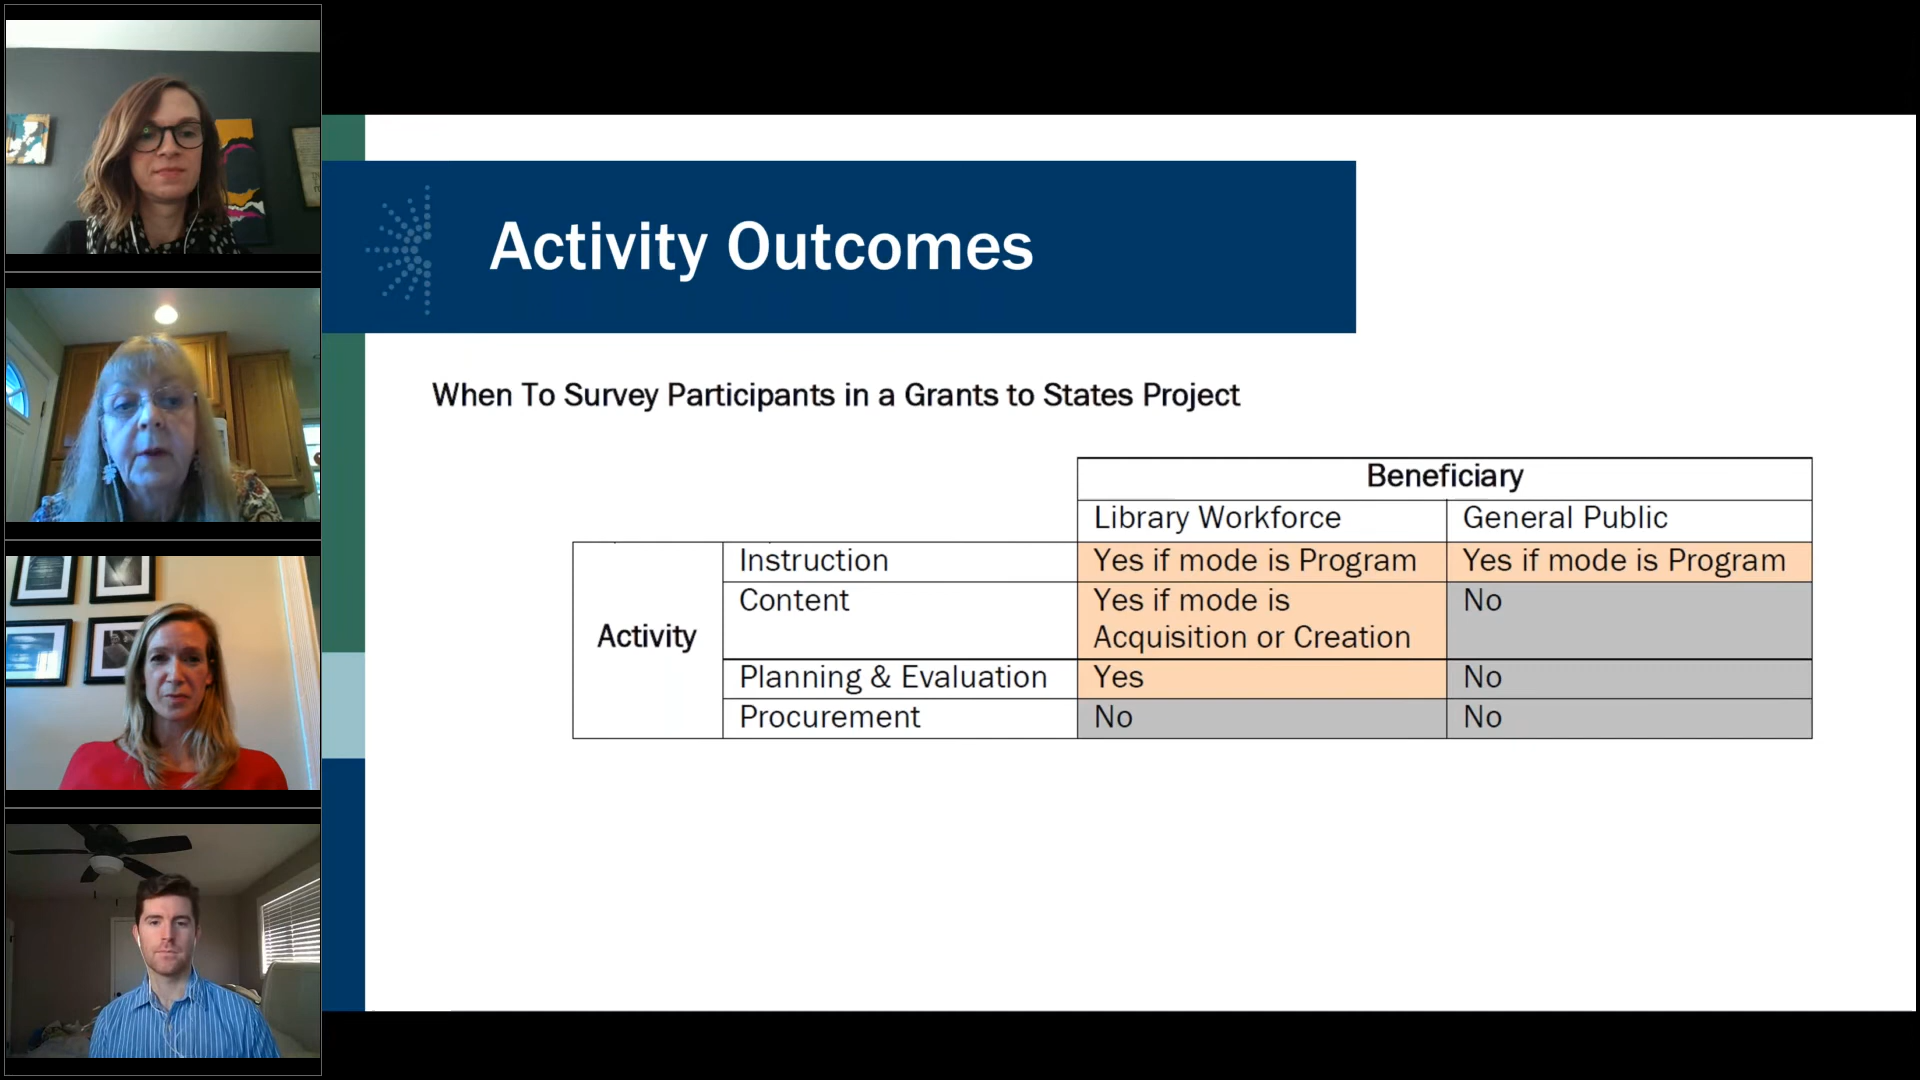 Activity Outcomes
When To Survey Participants in a Grants to States Project
Beneficiary
Library Workforce General Public
Activity
Instruction Yes if mode is Program Yes if mode is Program
Content Yes if mode is No
Acquisition or Creation
Planning & Evaluation Yes No
Procurement No No